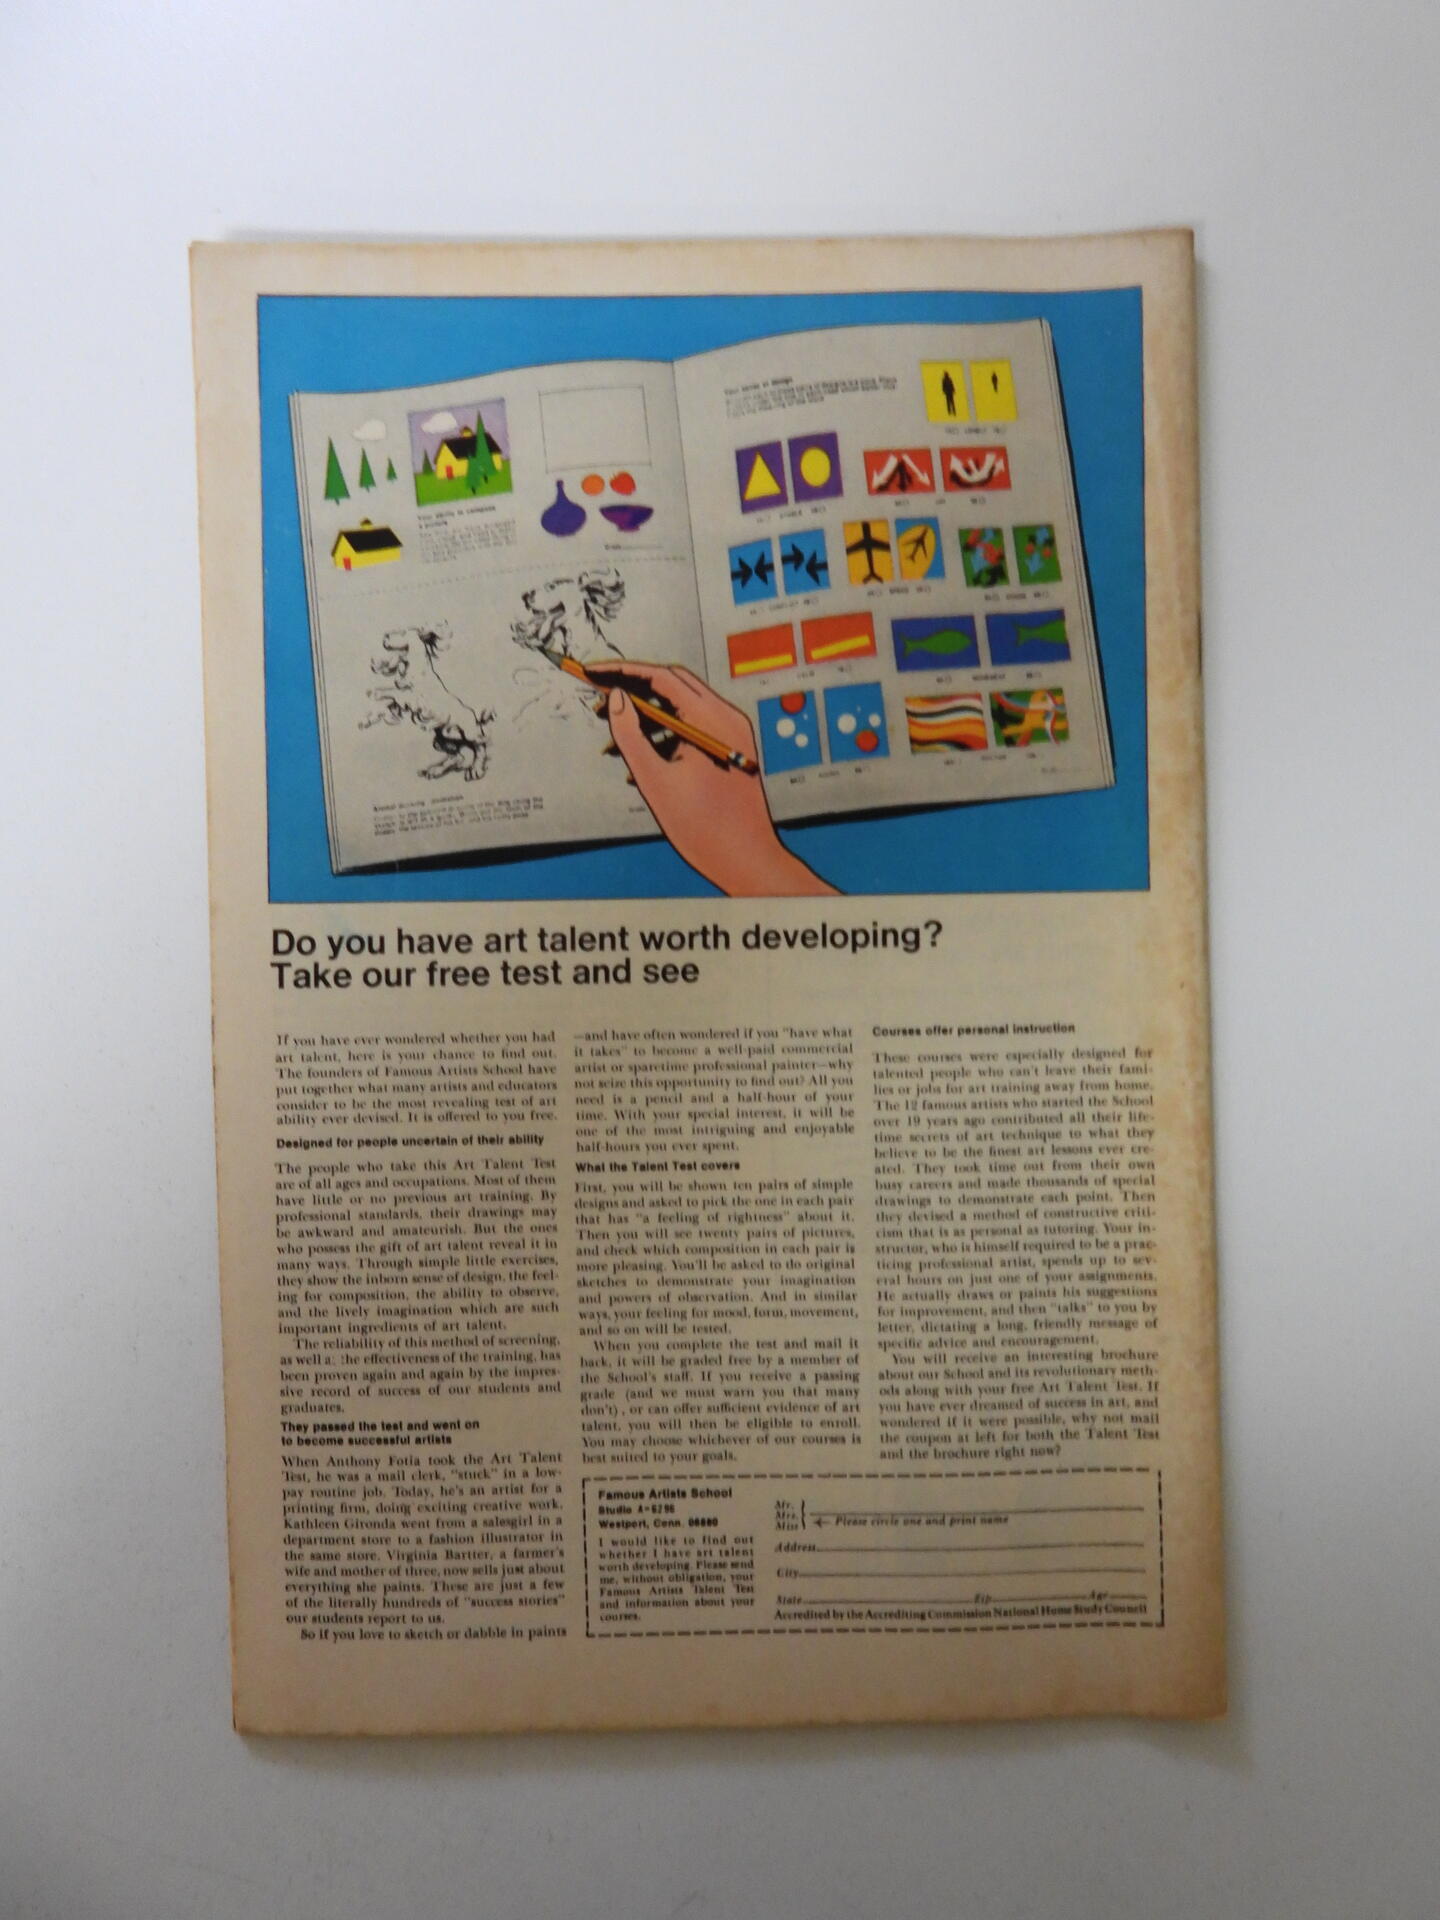 Your sense of design
Your ability to compose
a picture
Do you have art talent worth developing?
Take our free test and see
If you have ever wondered whether you had
art talent, here is your chance to find out.
The founders of Famous Artists School have
put together what many artists and educators
consider to be the most revealing test of art
ability ever devised. It is offered to you free.
Designed for people uncertain of their ability
The people who take this Art Talent Test
are of all ages and occupations. Most of them
have little or no previous art training. By
professional standards, their drawings may
be awkward and amateurish. But the ones
who possess the gift of art talent reveal it in
many ways. Through simple little exercises,
they show the inborn sense of design, the feel-
ing for composition, the ability to observe,
and the lively imagination which are such
important ingredients of art talent.
The reliability of this method of screening,
as well as the effectiveness of the training, has
been proven again and again by the impres-
sive record of success of our students and
graduates.
They passed the test and went on
to become successful artists
When Anthony Fotia took the Art Talent
Test, he was a mail clerk, "stuck" in a low-
pay routine job. Today, he's an artist for a
printing firm, doing exciting creative work.
Kathleen Gironda went from a salesgirl in a
department store to a fashion illustrator in
the same store. Virginia Bartter, a farmer's
wife and mother of three, now sells just about
everything she paints. These are just a few
of the literally hundreds of "success stories"
our students report to us.
So if you love to sketch or dabble in paints
—and have often wondered if you "have what
it takes" to become a well-paid commercial
artist or sparetime professional painter—why
not seize this opportunity to find out? All you
need is a pencil and a half-hour of your
time. With your special interest, it will be
one of the most intriguing and enjoyable
half-hours you ever spent.
What the Talent Test covers
First, you will be shown ten pairs of simple
designs and asked to pick the one in each pair
that has "a feeling of rightness" about it.
Then you will see twenty pairs of pictures,
and check which composition in each pair is
more pleasing. You'll be asked to do original
sketches to demonstrate your imagination
and powers of observation. And in similar
ways, your feeling for mood, form, movement,
and so on will be tested.
When you complete the test and mail it
back, it will be graded free by a member of
the School's staff. If you receive a passing
grade (and we must warn you that many
don't), or can offer sufficient evidence of art
talent, you will then be eligible to enroll.
You may choose whichever of our courses is
best suited to your goals.
Courses offer personal instruction
These courses were especially designed for
talented people who can't leave their fami-
lies or jobs for art training away from home.
The 12 famous artists who started the School
over 19 years ago contributed all their life-
time secrets of art technique to what they
believe to be the finest art lessons ever cre-
ated. They took time out from their own
busy careers and made thousands of special
drawings to demonstrate each point. Then
they devised a method of constructive criti-
cism that is as personal as tutoring. Your in-
structor, who is himself required to be a prac-
ticing professional artist, spends up to sev-
eral hours on just one of your assignments.
He actually draws or paints his suggestions
for improvement, and then "talks" to you by
letter, dictating a long, friendly message of
specific advice and encouragement.
You will receive an interesting brochure
about our School and its revolutionary meth-
ods along with your free Art Talent Test. If
you have ever dreamed of success in art, and
wondered if it were possible, why not mail
the coupon at left for both the Talent Test
and the brochure right now?
Famous Artists School
Studio A-6296
Westport, Conn. 06880
I would like to find out
whether I have art talent
worth developing. Please send
me, without obligation, your
Famous Artists Talent Test
and information about your
courses.
Mr.
Mrs.
Miss
Please circle one and print name
Address
City
State Zip Age
Accredited by the Accrediting Commission National Home Study Council